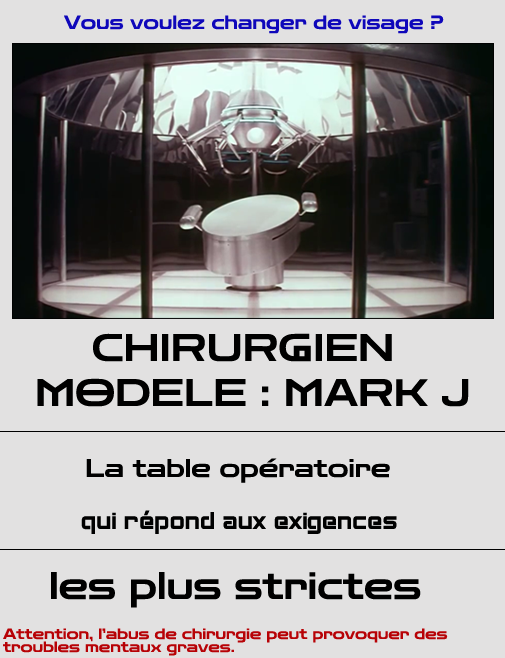 Vous voulez changer de visage ?
CHIRURGIEN
MODELE : MARK J
La table opératoire
qui répond aux exigences
les plus strictes
Attention, l'abus de chirurgie peut provoquer des
troubles mentaux graves.